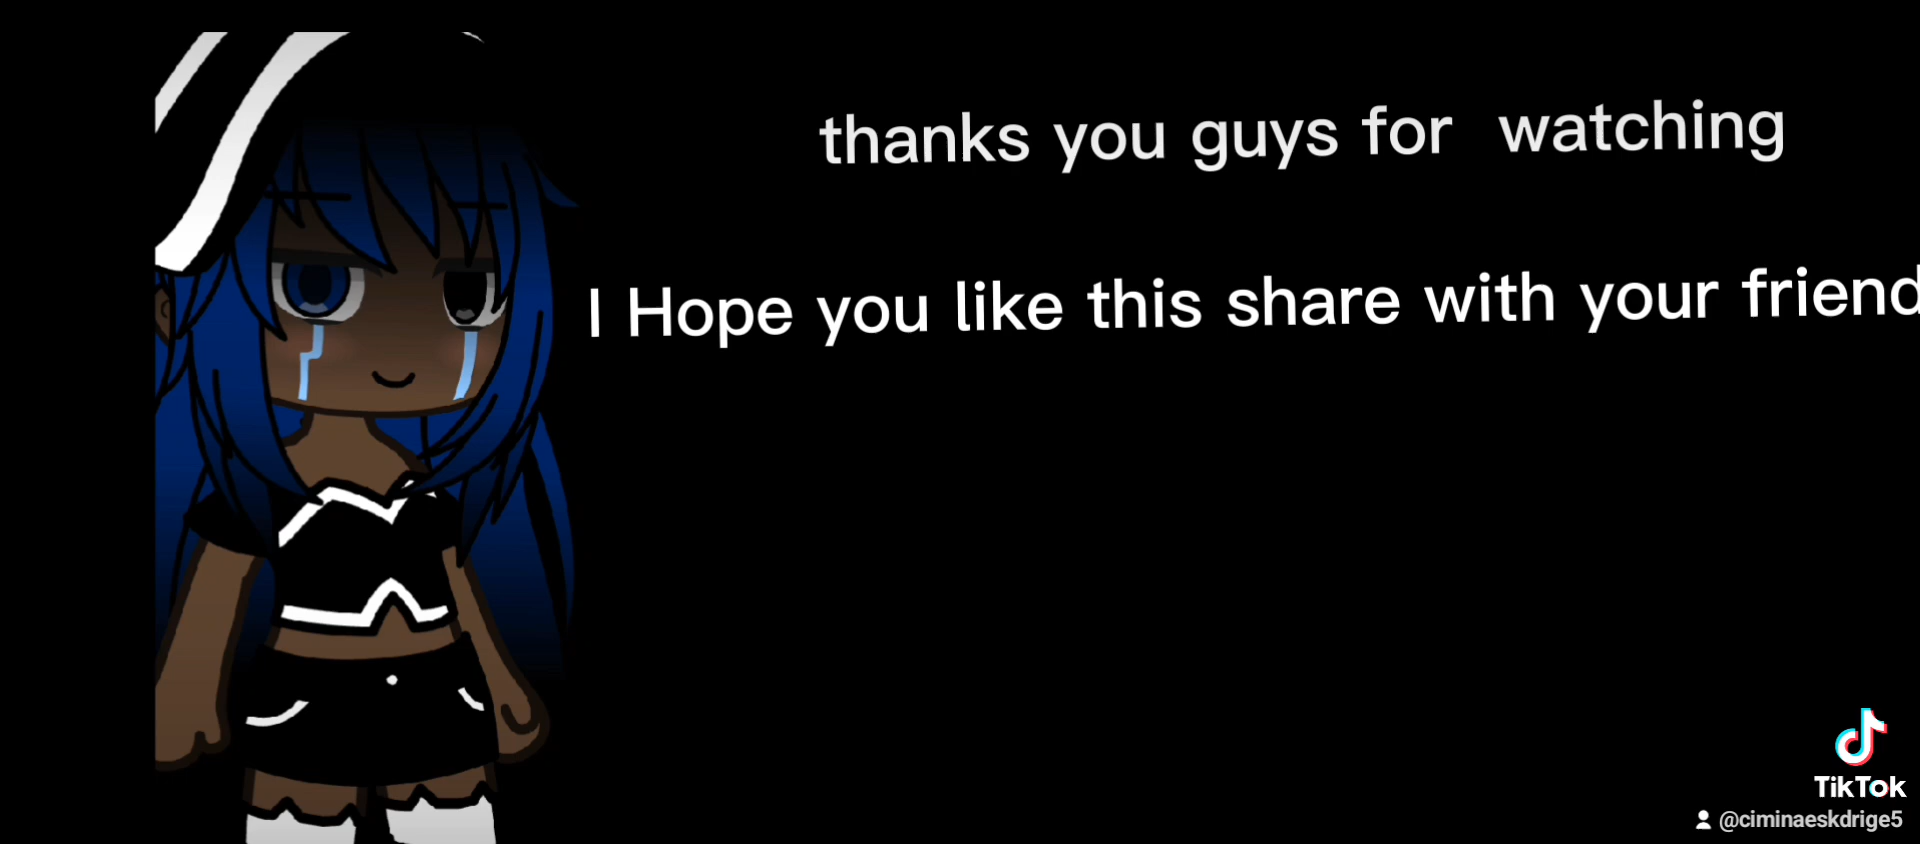 thanks you guys for watching
I Hope you like this share with your friend
TikTok
@ciminaeskdrige5